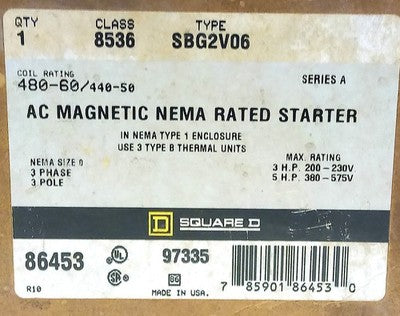 QTY CLASS TYPE
1 8536 SBG2V06
COIL RATING
480-60/440-50
SERIES A
AC MAGNETIC NEMA RATED STARTER
IN NEMA TYPE 1 ENCLOSURE
USE 3 TYPE B THERMAL UNITS
NEMA SIZE 0
3 PHASE
3 POLE
MAX. RATING
3 H.P. 200-230V
5 H.P. 380-575V
D SQUARE D
86453
UL
SA
97335
R10
MADE IN USA.
7 85901 86453 0